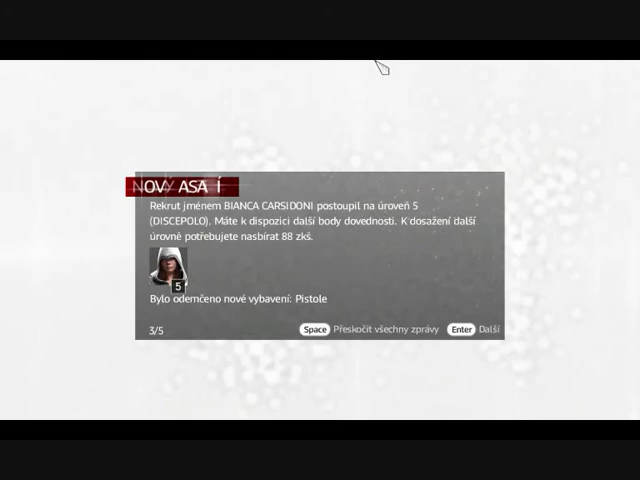 NOVÝ ASA Í
Rekrut jménem BIANCA CARSIDONI postoupil na úroveň 5
(DISCEPOLO). Máte k dispozici další body dovednosti. K dosažení další
úrovně potřebujete nasbírat 88 zkš.
5
Bylo odemčeno nové vybavení: Pistole
3/5
Space Přeskočit všechny zprávy Enter Další